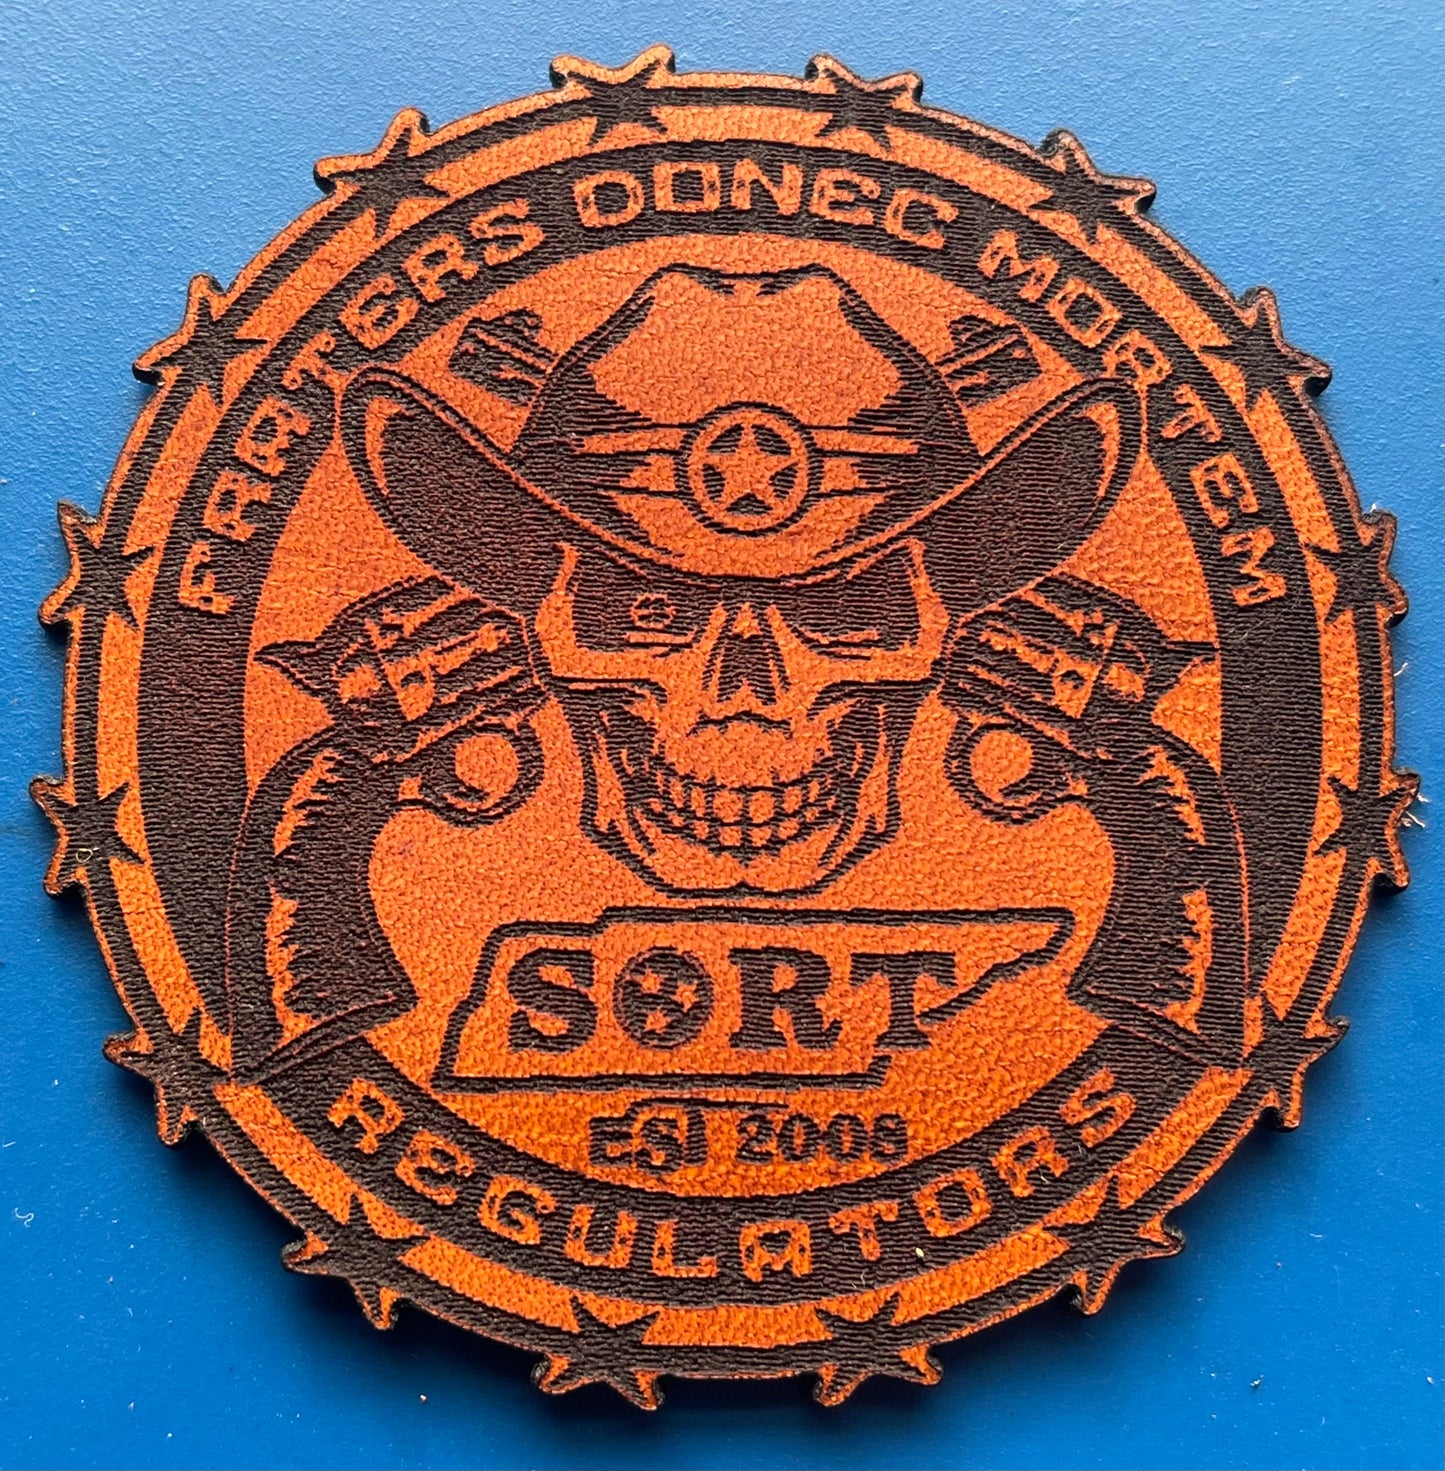 FRATERS DONEC MORTEM
SORT
EST 2008
REGULATORS